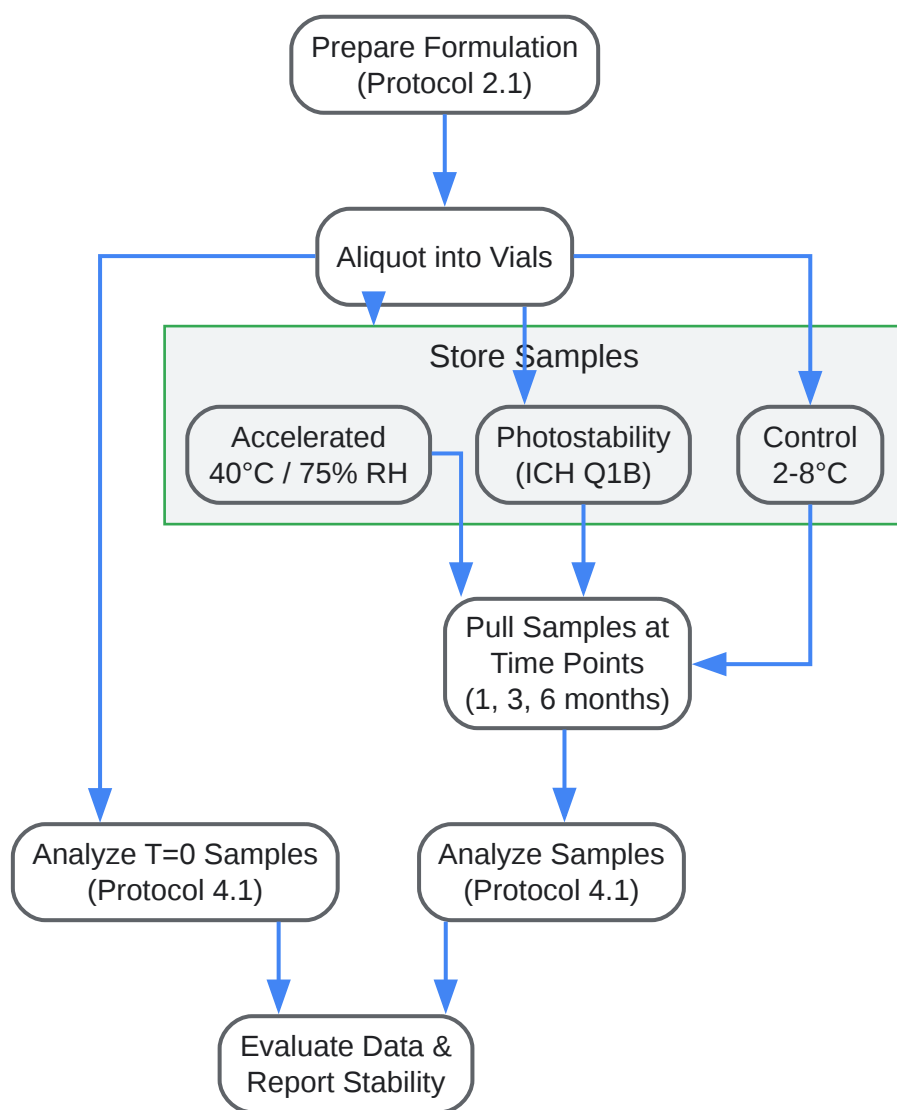 Prepare Formulation
(Protocol 2.1)
Aliquot into Vials
Store Samples
Accelerated
40°C / 75% RH
Photostability
(ICH Q1B)
Control
2-8°C
Pull Samples at
Time Points
(1, 3, 6 months)
Analyze T=0 Samples
(Protocol 4.1)
Analyze Samples
(Protocol 4.1)
Evaluate Data &
Report Stability